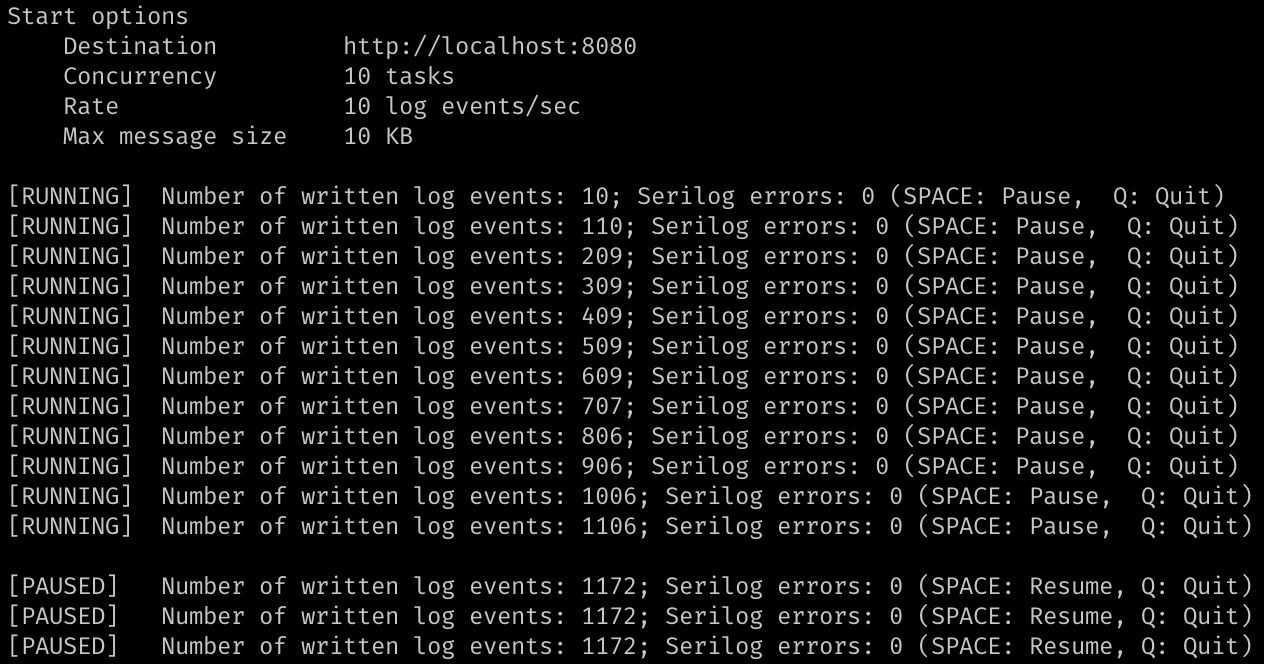 Start options
    Destination         http://localhost:8080
    Concurrency         10 tasks
    Rate                10 log events/sec
    Max message size    10 KB

[RUNNING]  Number of written log events: 10; Serilog errors: 0 (SPACE: Pause,  Q: Quit)
[RUNNING]  Number of written log events: 110; Serilog errors: 0 (SPACE: Pause,  Q: Quit)
[RUNNING]  Number of written log events: 209; Serilog errors: 0 (SPACE: Pause,  Q: Quit)
[RUNNING]  Number of written log events: 309; Serilog errors: 0 (SPACE: Pause,  Q: Quit)
[RUNNING]  Number of written log events: 409; Serilog errors: 0 (SPACE: Pause,  Q: Quit)
[RUNNING]  Number of written log events: 509; Serilog errors: 0 (SPACE: Pause,  Q: Quit)
[RUNNING]  Number of written log events: 609; Serilog errors: 0 (SPACE: Pause,  Q: Quit)
[RUNNING]  Number of written log events: 707; Serilog errors: 0 (SPACE: Pause,  Q: Quit)
[RUNNING]  Number of written log events: 806; Serilog errors: 0 (SPACE: Pause,  Q: Quit)
[RUNNING]  Number of written log events: 906; Serilog errors: 0 (SPACE: Pause,  Q: Quit)
[RUNNING]  Number of written log events: 1006; Serilog errors: 0 (SPACE: Pause,  Q: Quit)
[RUNNING]  Number of written log events: 1106; Serilog errors: 0 (SPACE: Pause,  Q: Quit)

[PAUSED]   Number of written log events: 1172; Serilog errors: 0 (SPACE: Resume, Q: Quit)
[PAUSED]   Number of written log events: 1172; Serilog errors: 0 (SPACE: Resume, Q: Quit)
[PAUSED]   Number of written log events: 1172; Serilog errors: 0 (SPACE: Resume, Q: Quit)